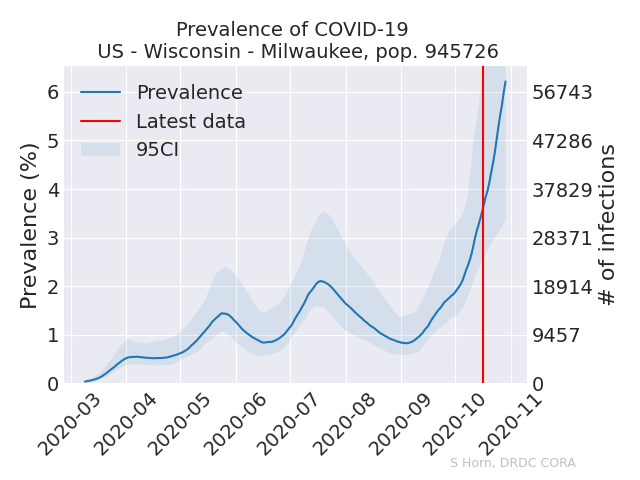 Prevalence of COVID-19
US - Wisconsin - Milwaukee, pop. 945726
Prevalence
Latest data
95CI
Prevalence (%)
6
5
4
3
2
1
0
56743
47286
37829
28371
18914
9457
0
# of infections
2020-03
2020-04
2020-05
2020-06
2020-07
2020-08
2020-09
2020-10
2020-11
S Horn, DRDC CORA